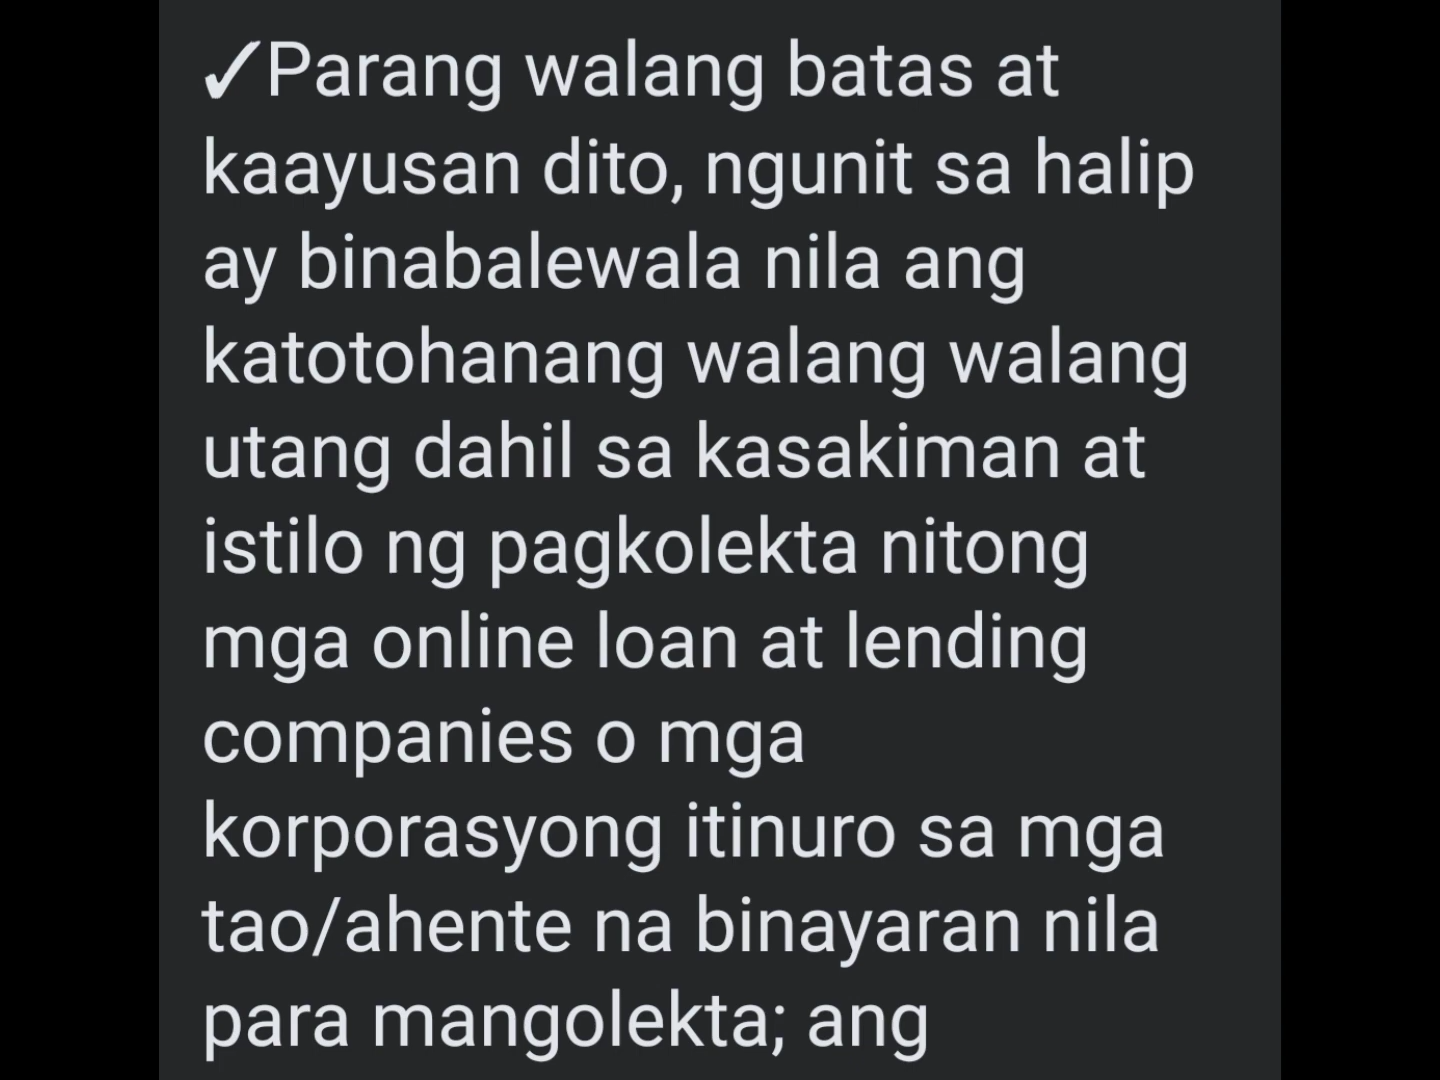 ✓Parang walang batas at
kaayusan dito, ngunit sa halip
ay binabalewala nila ang
katotohanang walang walang
utang dahil sa kasakiman at
istilo ng pagkolekta nitong
mga online loan at lending
companies o mga
korporasyong itinuro sa mga
tao/ahente na binayaran nila
para mangolekta; ang